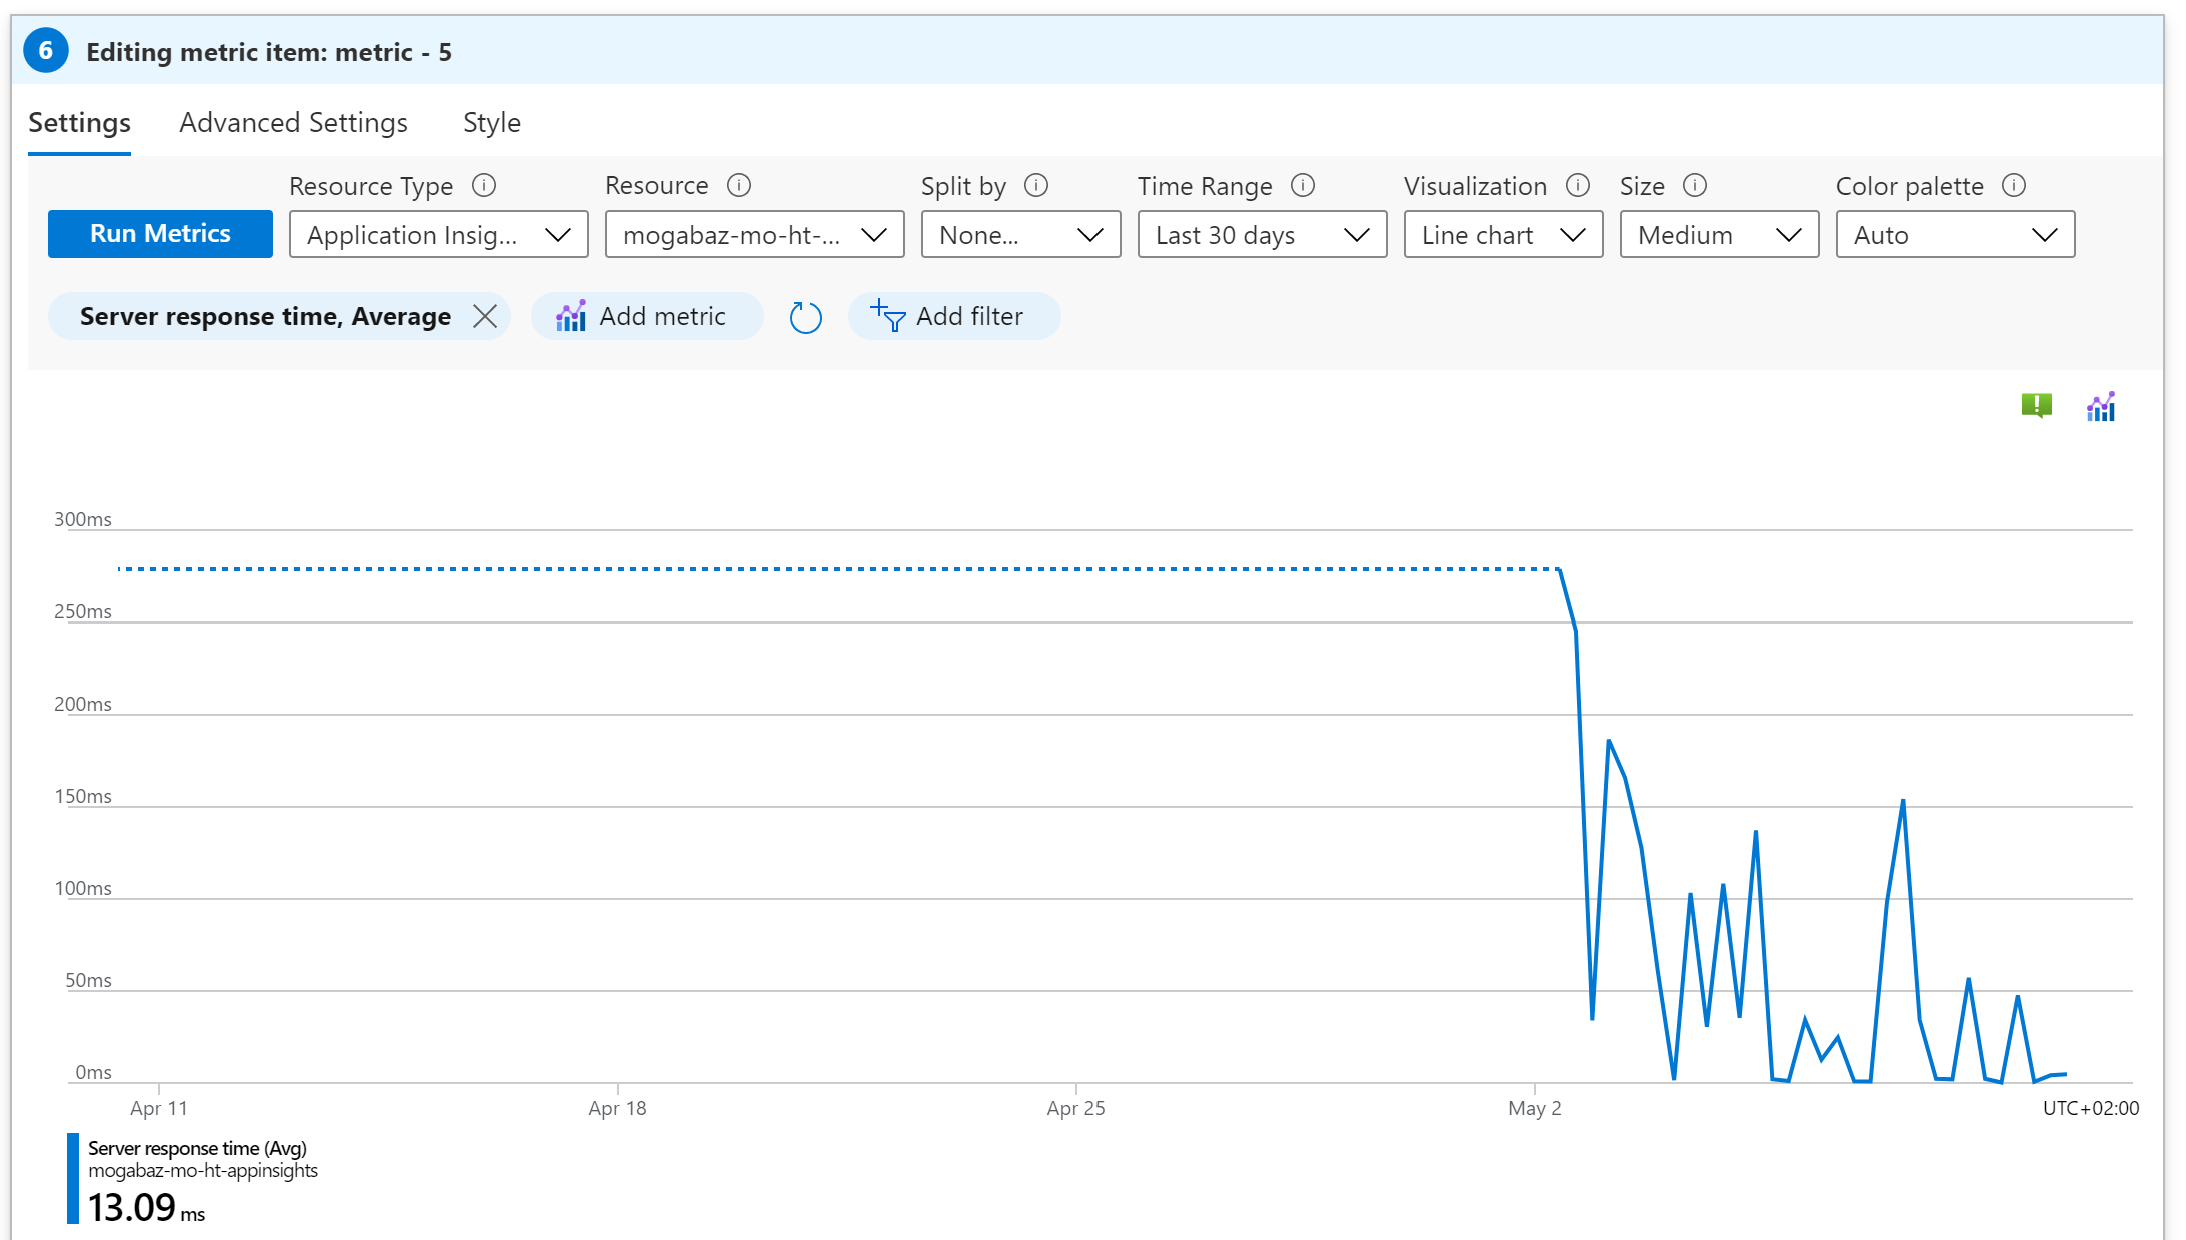 6 Editing metric item: metric - 5
Settings Advanced Settings Style
Resource Type Resource Split by Time Range Visualization Size Color palette
Run Metrics Application Insig... mogabaz-mo-ht-... None... Last 30 days Line chart Medium Auto
Server response time, Average Add metric Add filter
300ms
250ms
200ms
150ms
100ms
50ms
0ms
Apr 11 Apr 18 Apr 25 May 2 UTC+02:00
Server response time (Avg)
mogabaz-mo-ht-appinsights
13.09 ms